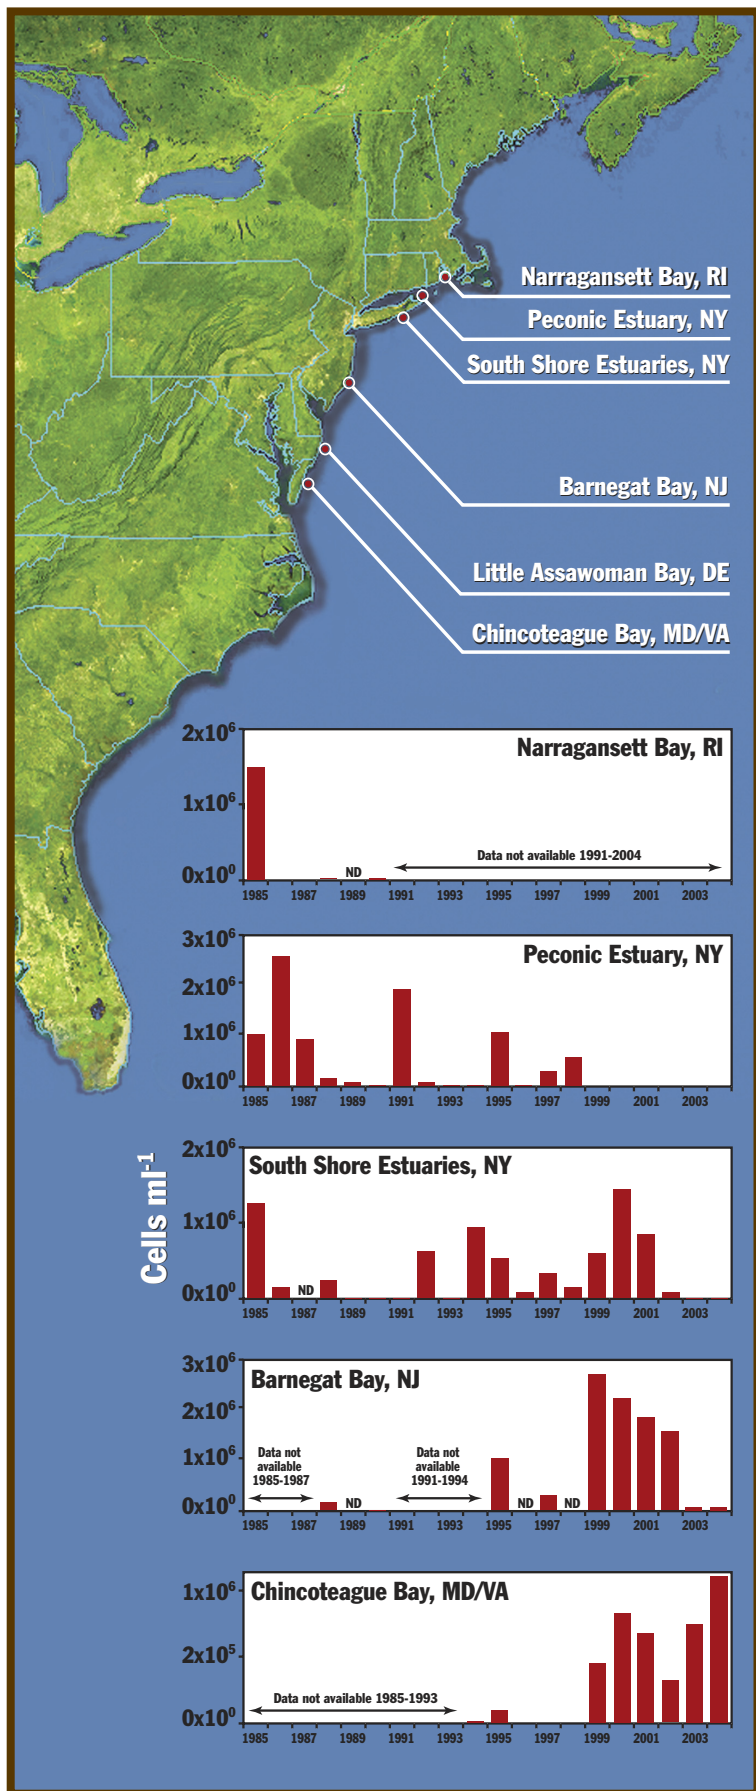 Narragansett Bay, RI
Peconic Estuary, NY
South Shore Estuaries, NY
Barnegat Bay, NJ
Little Assawoman Bay, DE
Chincoteague Bay, MD/VA
Cells ml⁻¹
Narragansett Bay, RI
2x10⁶
1x10⁶
0x10⁰
ND
Data not available 1991-2004
1985 1987 1989 1991 1993 1995 1997 1999 2001 2003
Peconic Estuary, NY
3x10⁶
2x10⁶
1x10⁶
0x10⁰
1985 1987 1989 1991 1993 1995 1997 1999 2001 2003
South Shore Estuaries, NY
2x10⁶
1x10⁶
0x10⁰
ND
1985 1987 1989 1991 1993 1995 1997 1999 2001 2003
Barnegat Bay, NJ
3x10⁶
2x10⁶
1x10⁶
0x10⁰
Data not
available
1985-1987
ND
Data not
available
1991-1994
ND ND
1985 1987 1989 1991 1993 1995 1997 1999 2001 2003
Chincoteague Bay, MD/VA
1x10⁶
2x10⁵
0x10⁰
Data not available 1985-1993
1985 1987 1989 1991 1993 1995 1997 1999 2001 2003